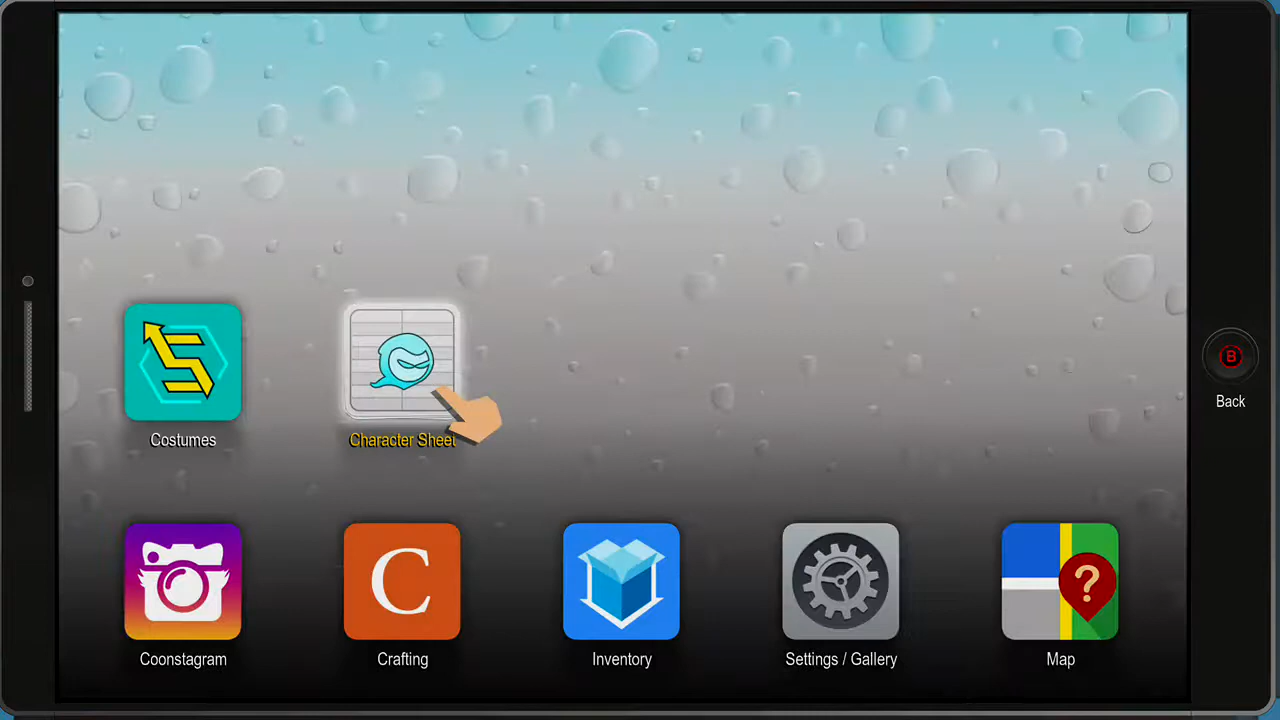 Costumes
Character Sheet
B
Back
C
?
Coonstagram
Crafting
Inventory
Settings / Gallery
Map